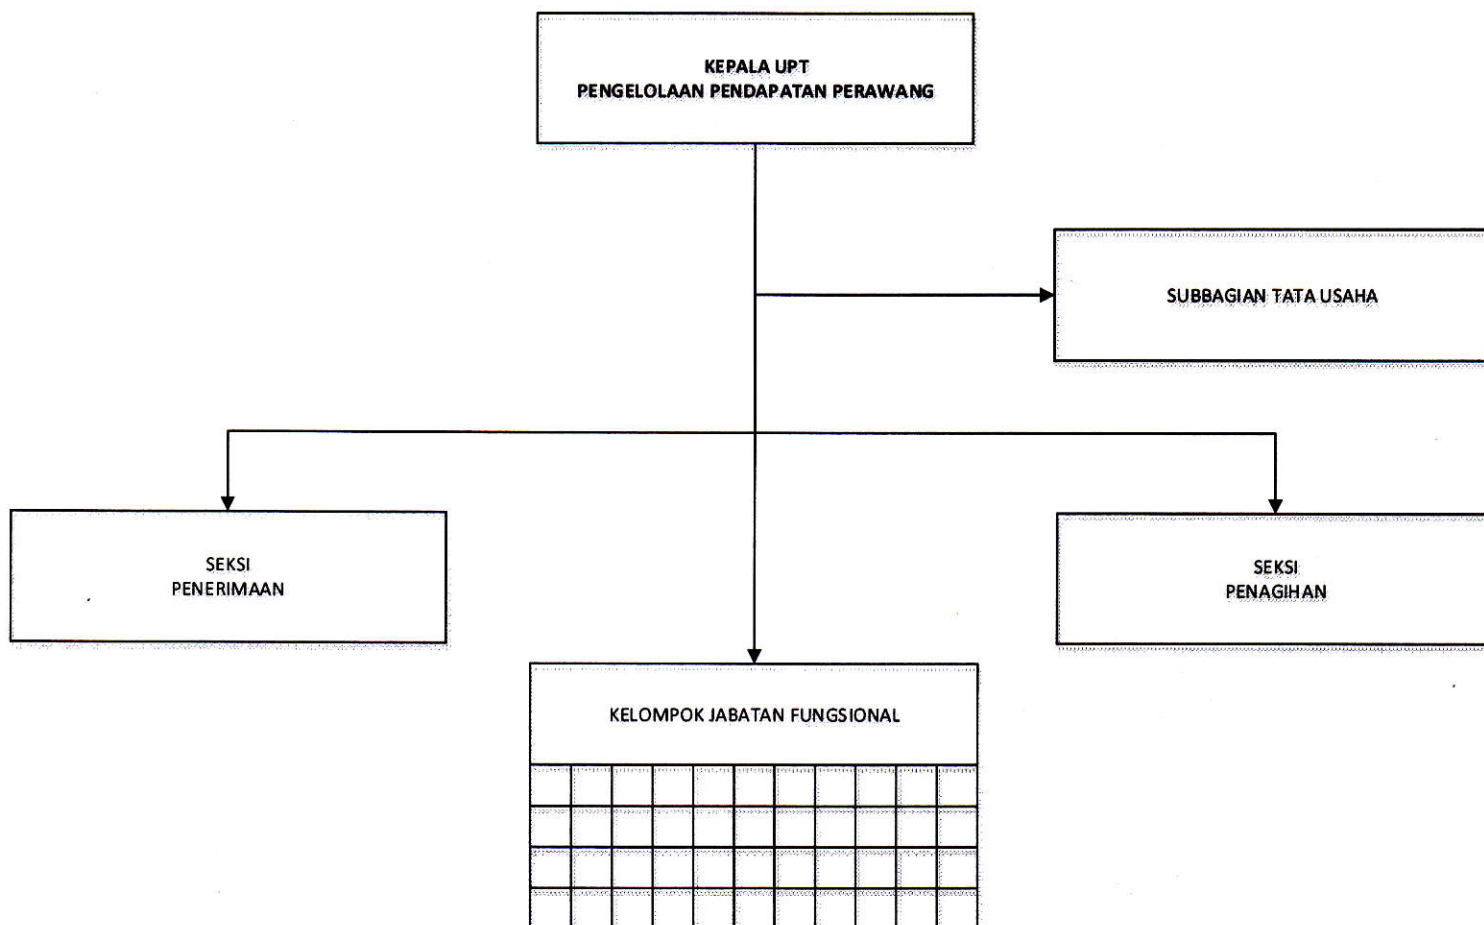 KEPALA UPT
PENGELOLAAN PENDAPATAN PERAWANG
SUBBAGIAN TATA USAHA
SEKSI
PENERIMAAN
SEKSI
PENAGIHAN
KELOMPOK JABATAN FUNGSIONAL